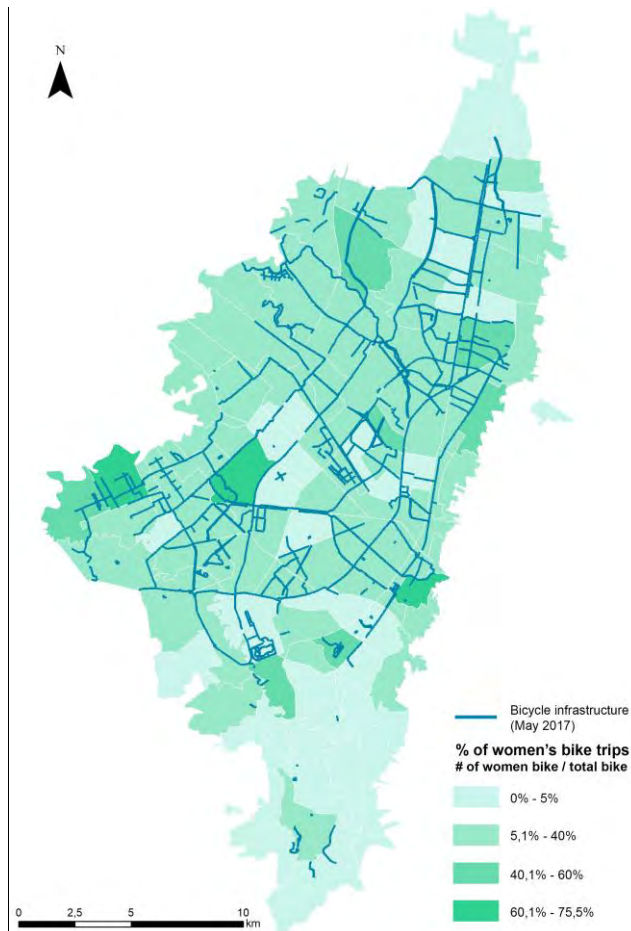 N
Bicycle infrastructure
(May 2017)
% of women's bike trips
# of women bike / total bike
0% - 5%
5,1% - 40%
40,1% - 60%
60,1% - 75,5%
0 2,5 5 10
km